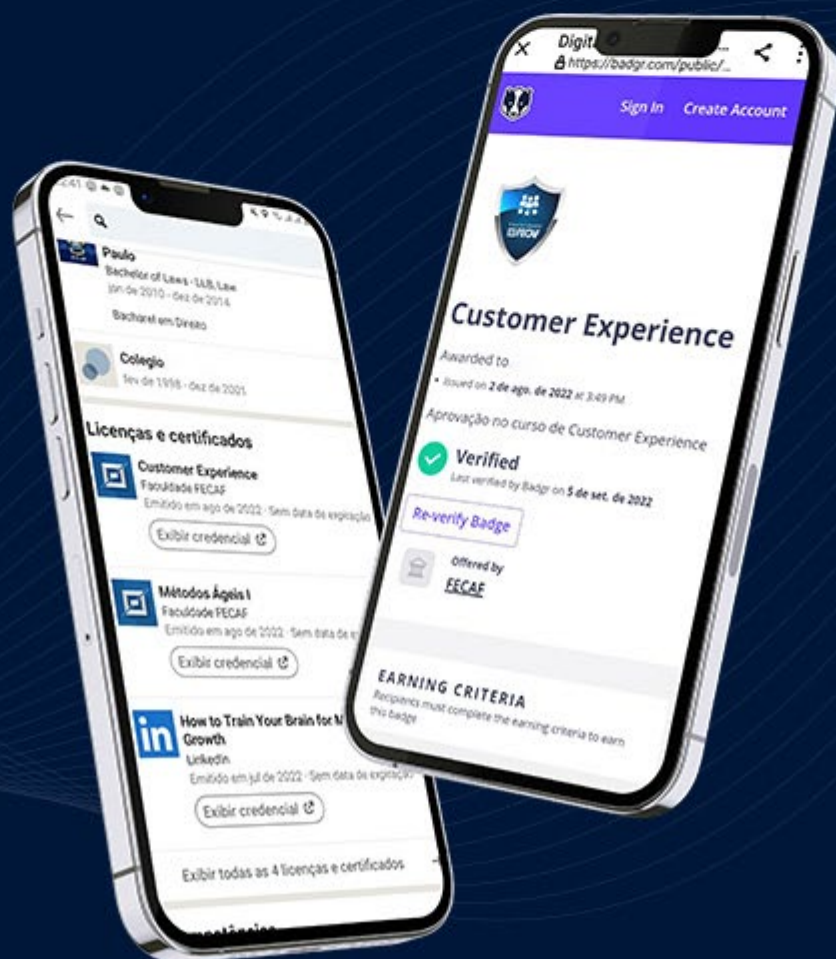 2:41
Paulo
Bachelor of Laws - LLB, Law
jan de 2010 - dez de 2014
Bacharel em Direito
Colegio
fev de 1998 - dez de 2001
Licenças e certificados
Customer Experience
Faculdade FECAF
Emitido em ago de 2022 · Sem data de expiração
Exibir credencial
Métodos Ágeis I
Faculdade FECAF
Emitido em ago de 2022 · Sem data de
Exibir credencial
in
How to Train Your Brain for M
Growth
LinkedIn
Emitido em jul de 2022 · Sem data de expiração
Exibir credencial
Exibir todas as 4 licenças e certificados
Digit
...
https://badgr.com/public/...
Sign In Create Account
Customer Experience
Awarded to
• Issued on 2 de ago. de 2022 at 3:49 PM
Aprovação no curso de Customer Experience
Verified
Last verified by Badgr on 5 de set. de 2022
Re-verify Badge
Offered by
FECAF
EARNING CRITERIA
Recipients must complete the earning criteria to earn
this badge